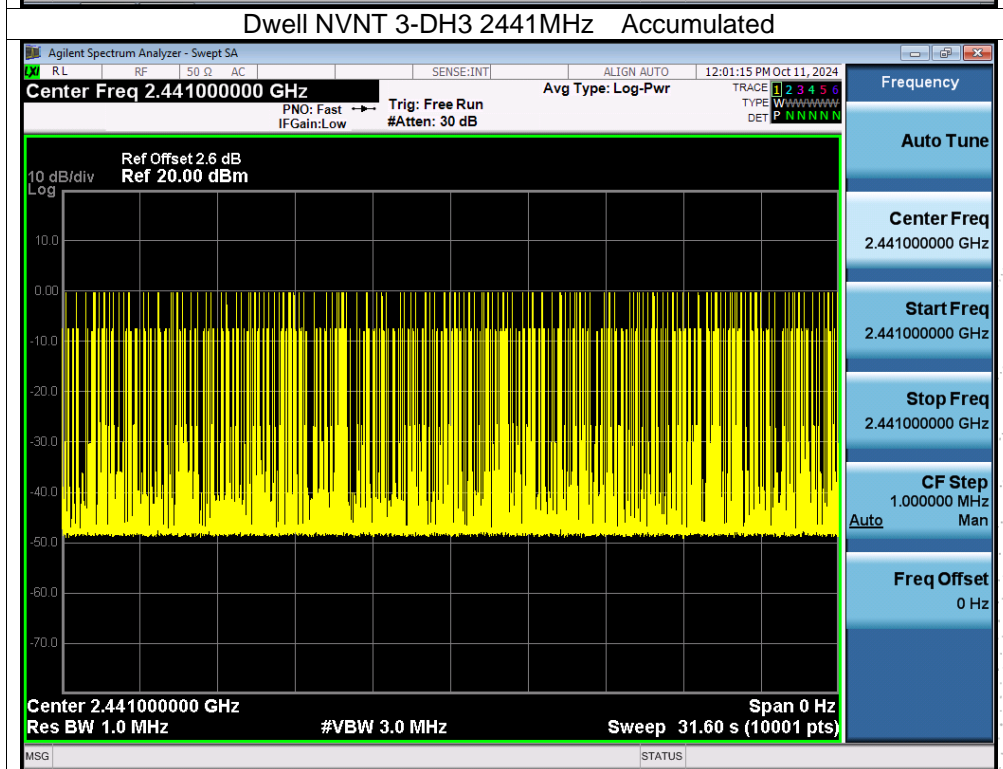 Dwell NVNT 3-DH3 2441MHz Accumulated
Agilent Spectrum Analyzer - Swept SA
LXI RL RF 50 Ω AC SENSE:INT ALIGN AUTO 12:01:15 PM Oct 11, 2024
Center Freq 2.441000000 GHz Avg Type: Log-Pwr TRACE 1 2 3 4 5 6
PNO: Fast Trig: Free Run TYPE WWWWWWW
IFGain:Low #Atten: 30 dB DET P N N N N N
Frequency
Ref Offset 2.6 dB
10 dB/div Ref 20.00 dBm
Log
10.0
0.00
-10.0
-20.0
-30.0
-40.0
-50.0
-60.0
-70.0
Center 2.441000000 GHz Span 0 Hz
Res BW 1.0 MHz #VBW 3.0 MHz Sweep 31.60 s (10001 pts)
Auto Tune
Center Freq
2.441000000 GHz
Start Freq
2.441000000 GHz
Stop Freq
2.441000000 GHz
CF Step
1.000000 MHz
Auto Man
Freq Offset
0 Hz
MSG STATUS